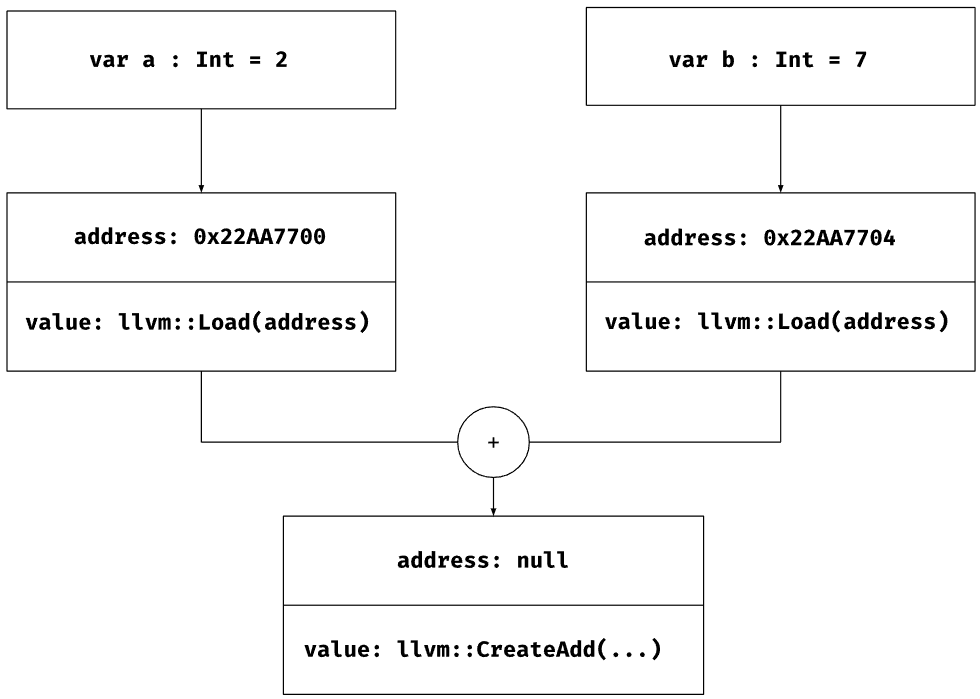 var a : Int = 2
var b : Int = 7
address: 0x22AA7700
value: llvm::Load(address)
address: 0x22AA7704
value: llvm::Load(address)
+
address: null
value: llvm::CreateAdd(...)